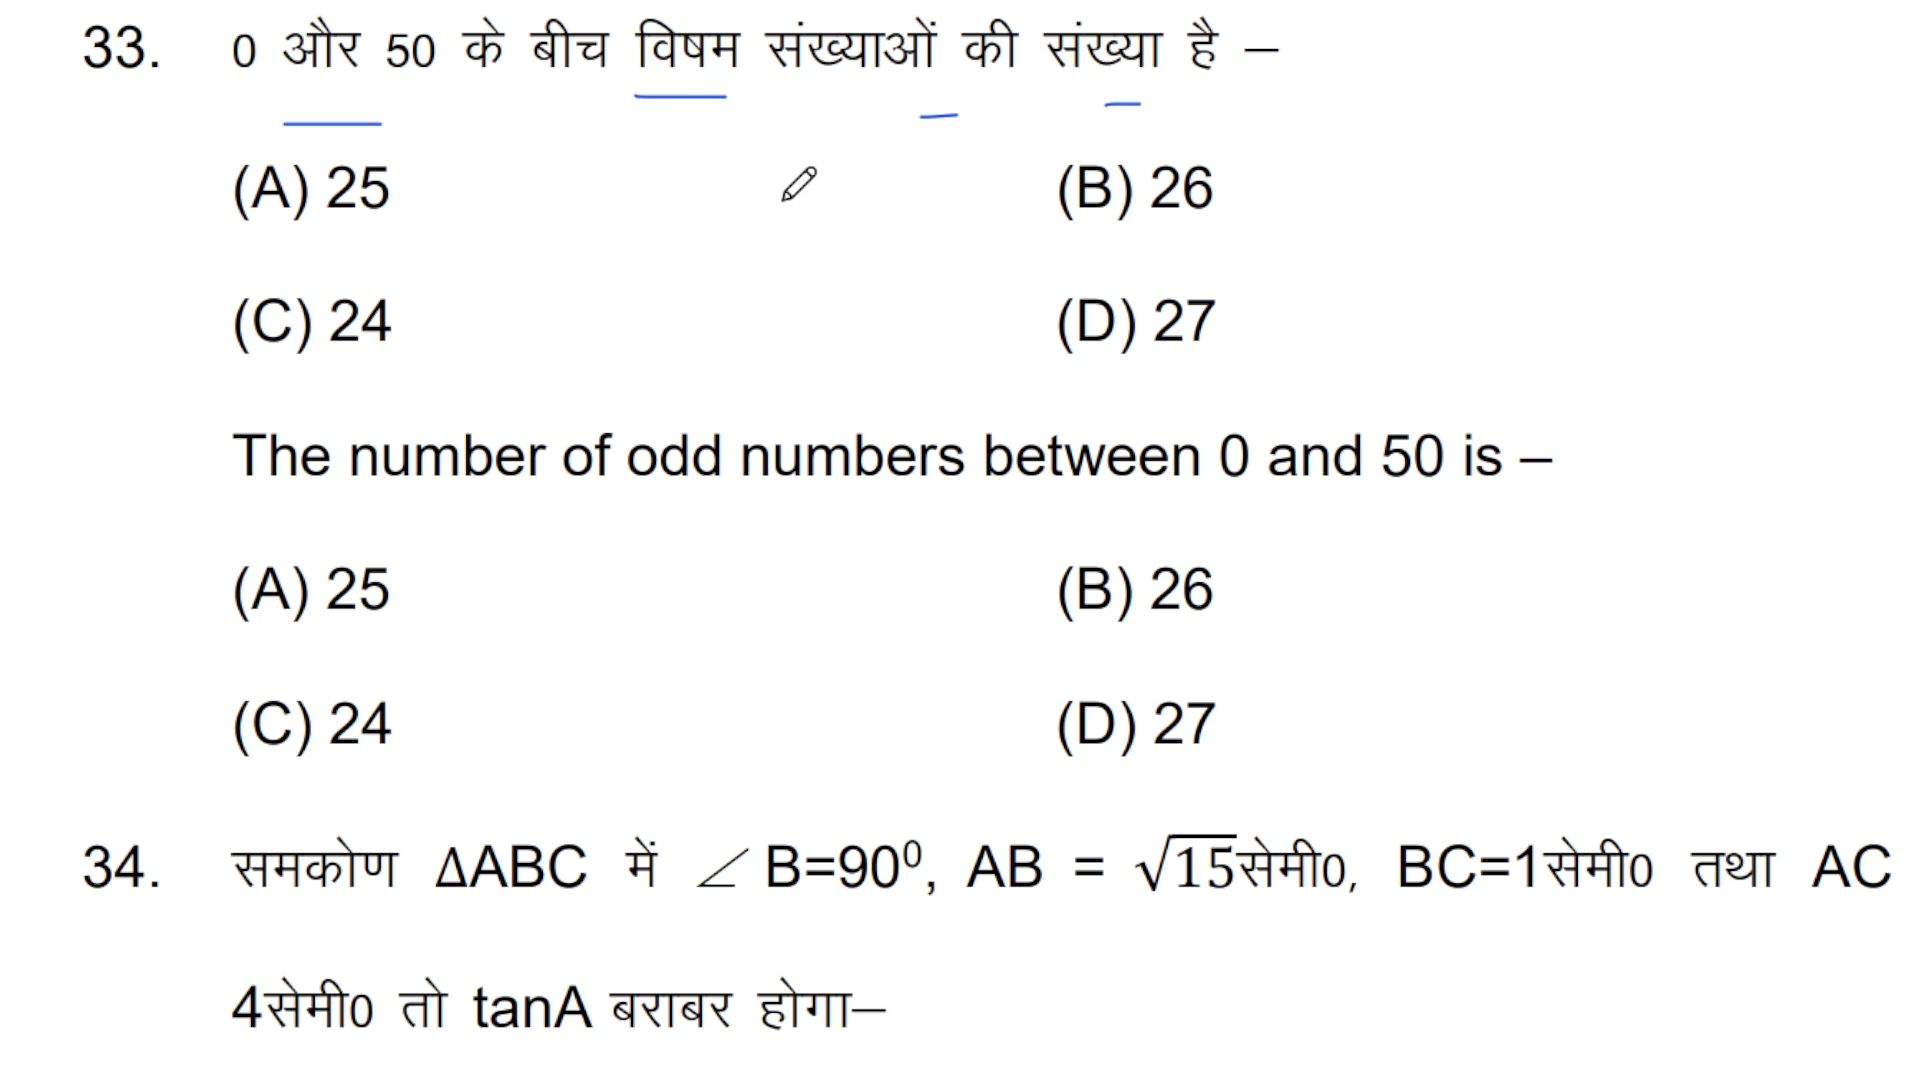 33. 0 और 50 के बीच विषम संख्याओं की संख्या है –
(A) 25 (B) 26
(C) 24 (D) 27
The number of odd numbers between 0 and 50 is –
(A) 25 (B) 26
(C) 24 (D) 27
34. समकोण ΔABC में ∠ B=90⁰, AB = √15सेमी0, BC=1सेमी0 तथा AC
4सेमी0 तो tanA बराबर होगा–